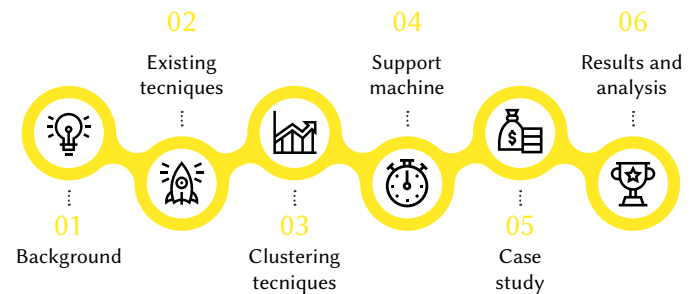 01
Background
02
Existing
tecniques
03
Clustering
tecniques
04
Support
machine
$
05
Case
study
06
Results and
analysis